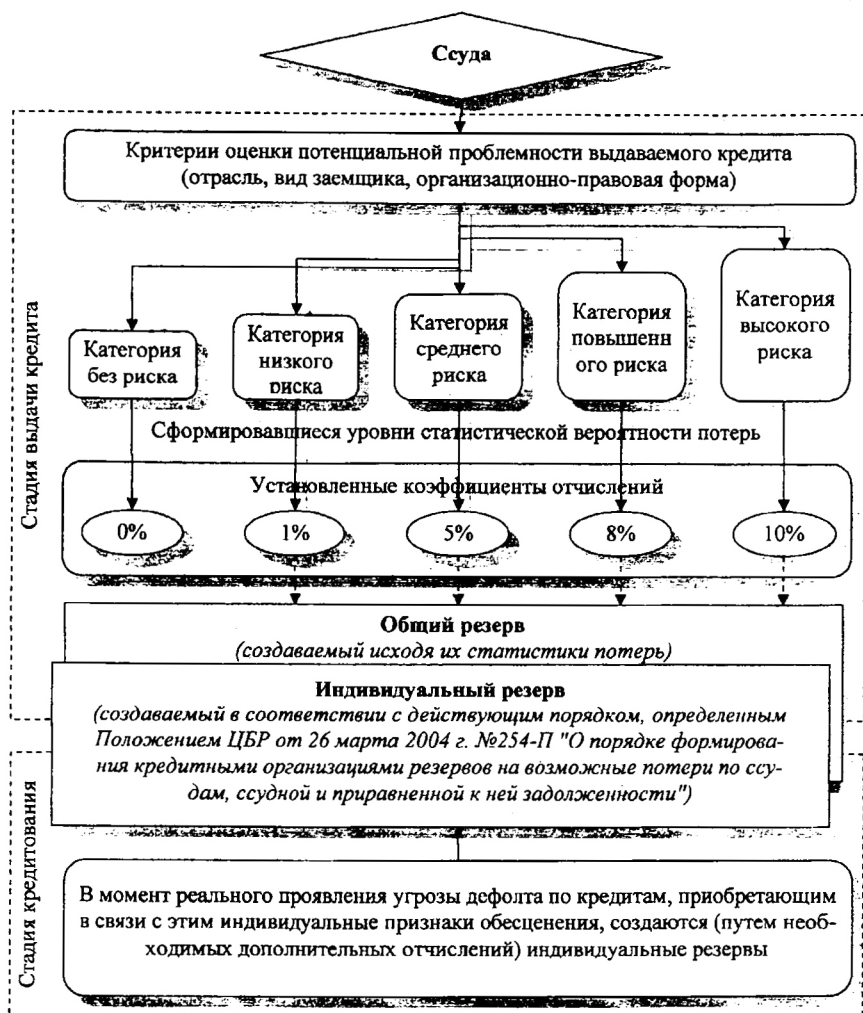 Ссуда
Критерии оценки потенциальной проблемности выдаваемого кредита
(отрасль, вид заемщика, организационно-правовая форма)
Стадия выдачи кредита
Категория
без риска
Категория
низкого
риска
Категория
среднего
риска
Категория
повышенн
ого риска
Категория
высокого
риска
Сформировавшиеся уровни статистической вероятности потерь
Установленные коэффициенты отчислений
0%
1%
5%
8%
10%
Общий резерв
(создаваемый исходя их статистики потерь)
Индивидуальный резерв
(создаваемый в соответствии с действующим порядком, определенным
Положением ЦБР от 26 марта 2004 г. №254-П "О порядке формирова-
ния кредитными организациями резервов на возможные потери по ссу-
дам, ссудной и приравненной к ней задолженности")
Стадия кредитования
В момент реального проявления угрозы дефолта по кредитам, приобретающим
в связи с этим индивидуальные признаки обесценения, создаются (путем необ-
ходимых дополнительных отчислений) индивидуальные резервы